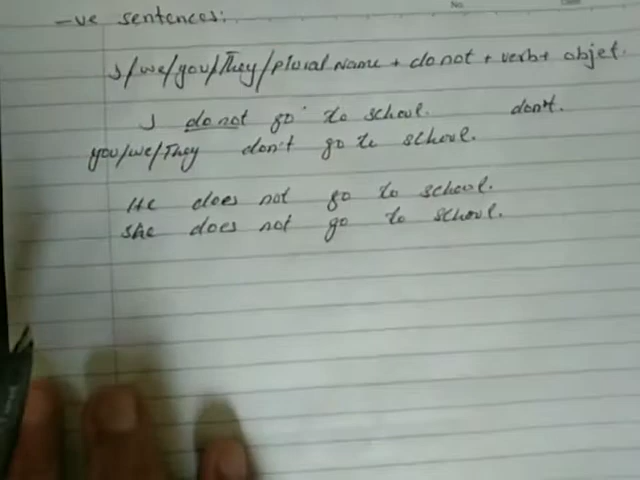 No.
-ve sentences:
I/we/you/They/plural Name + do not + verb+ objet.
I do not go to school. don't.
you/we/They don't go to school.
He does not go to school.
She does not go to school.